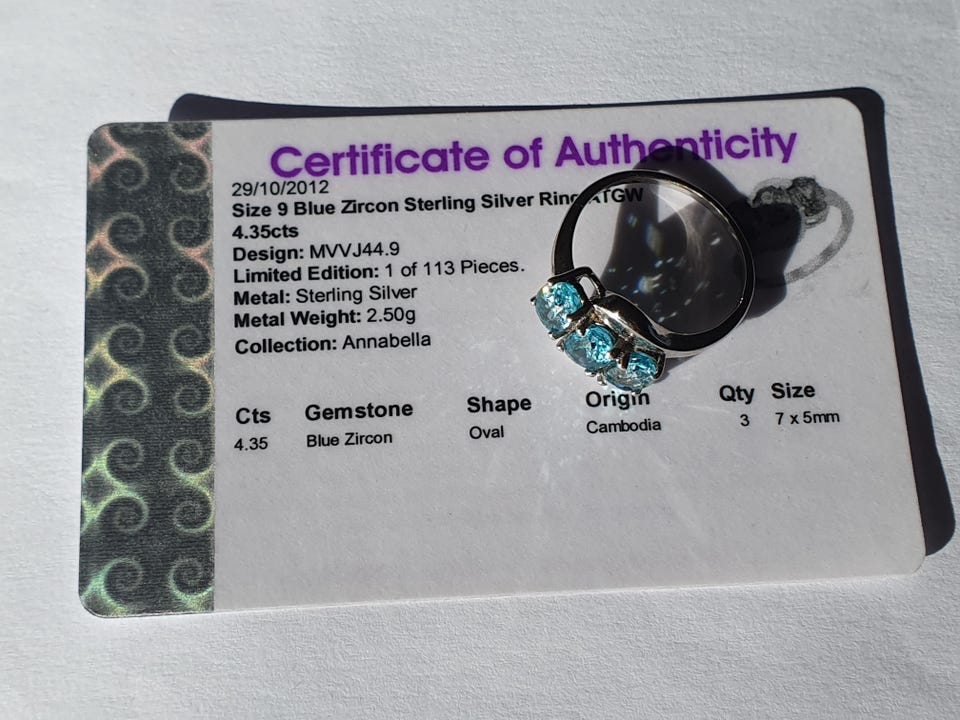 Certificate of Authenticity
29/10/2012
Size 9 Blue Zircon Sterling Silver Ring ATGW
4.35cts
Design: MVVJ44.9
Limited Edition: 1 of 113 Pieces.
Metal: Sterling Silver
Metal Weight: 2.50g
Collection: Annabella
Cts Gemstone Shape Origin Qty Size
4.35 Blue Zircon Oval Cambodia 3 7 x 5mm